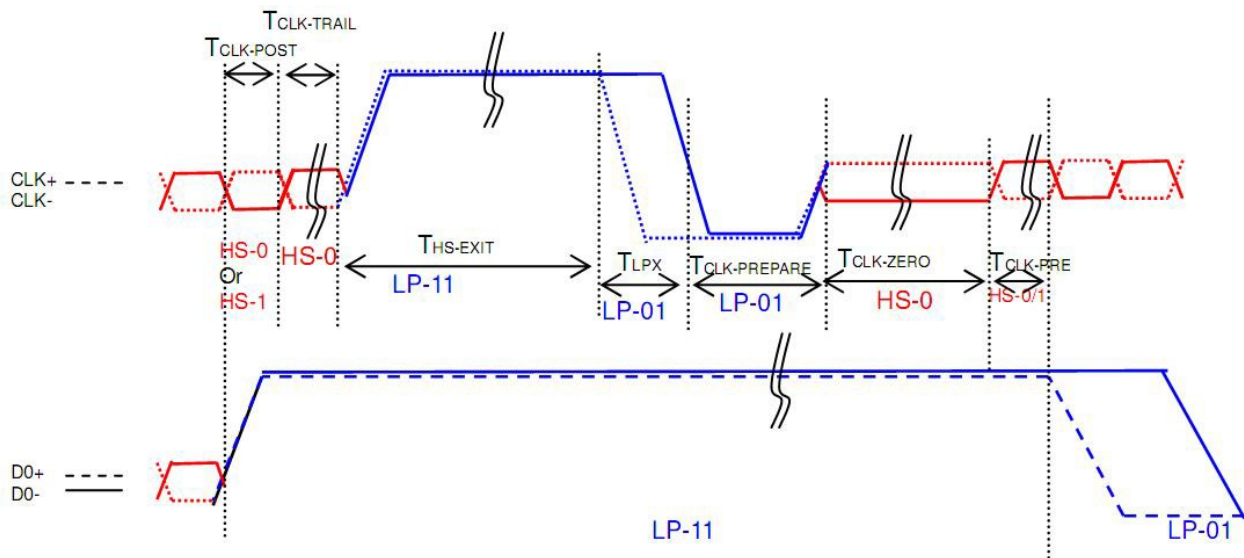 TCLK-TRAIL
TCLK-POST
CLK+
CLK-
HS-0
Or
HS-1
HS-0
THS-EXIT
LP-11
TLPX
LP-01
TCLK-PREPARE
LP-01
TCLK-ZERO
HS-0
TCLK-PRE
HS-0/1
D0+
D0-
LP-11
LP-01